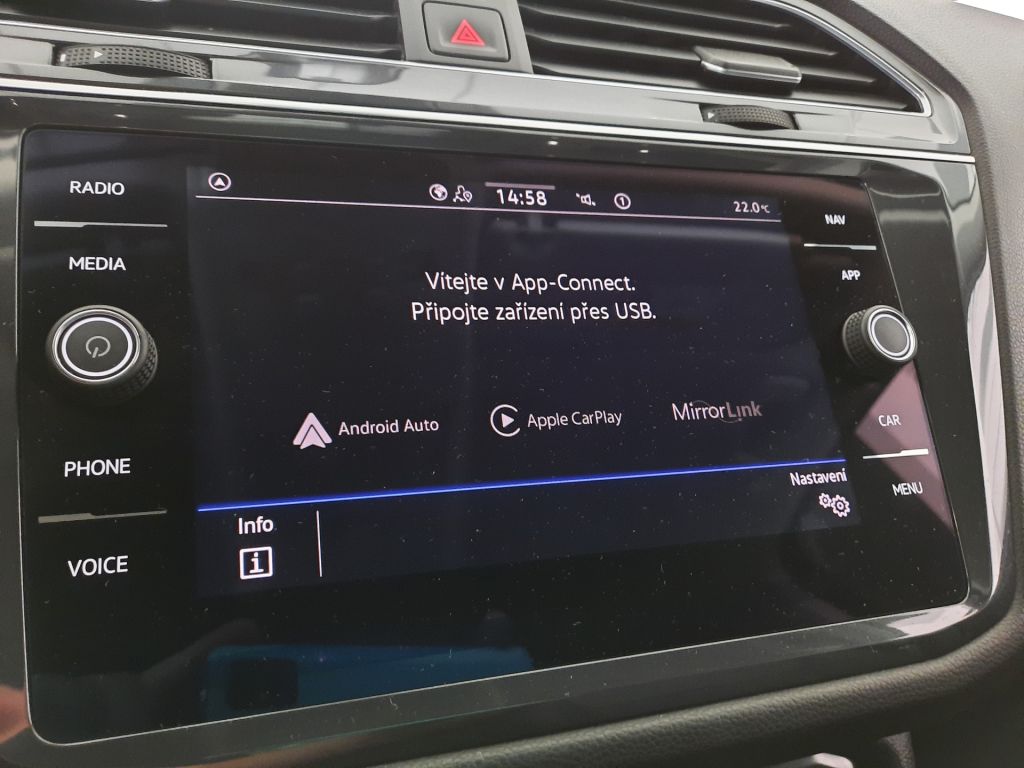 RADIO
MEDIA
PHONE
VOICE
14:58
1
22.0°C
Vítejte v App-Connect.
Připojte zařízení přes USB.
Android Auto
Apple CarPlay
MirrorLink
Info
i
Nastavení
NAV
APP
CAR
MENU